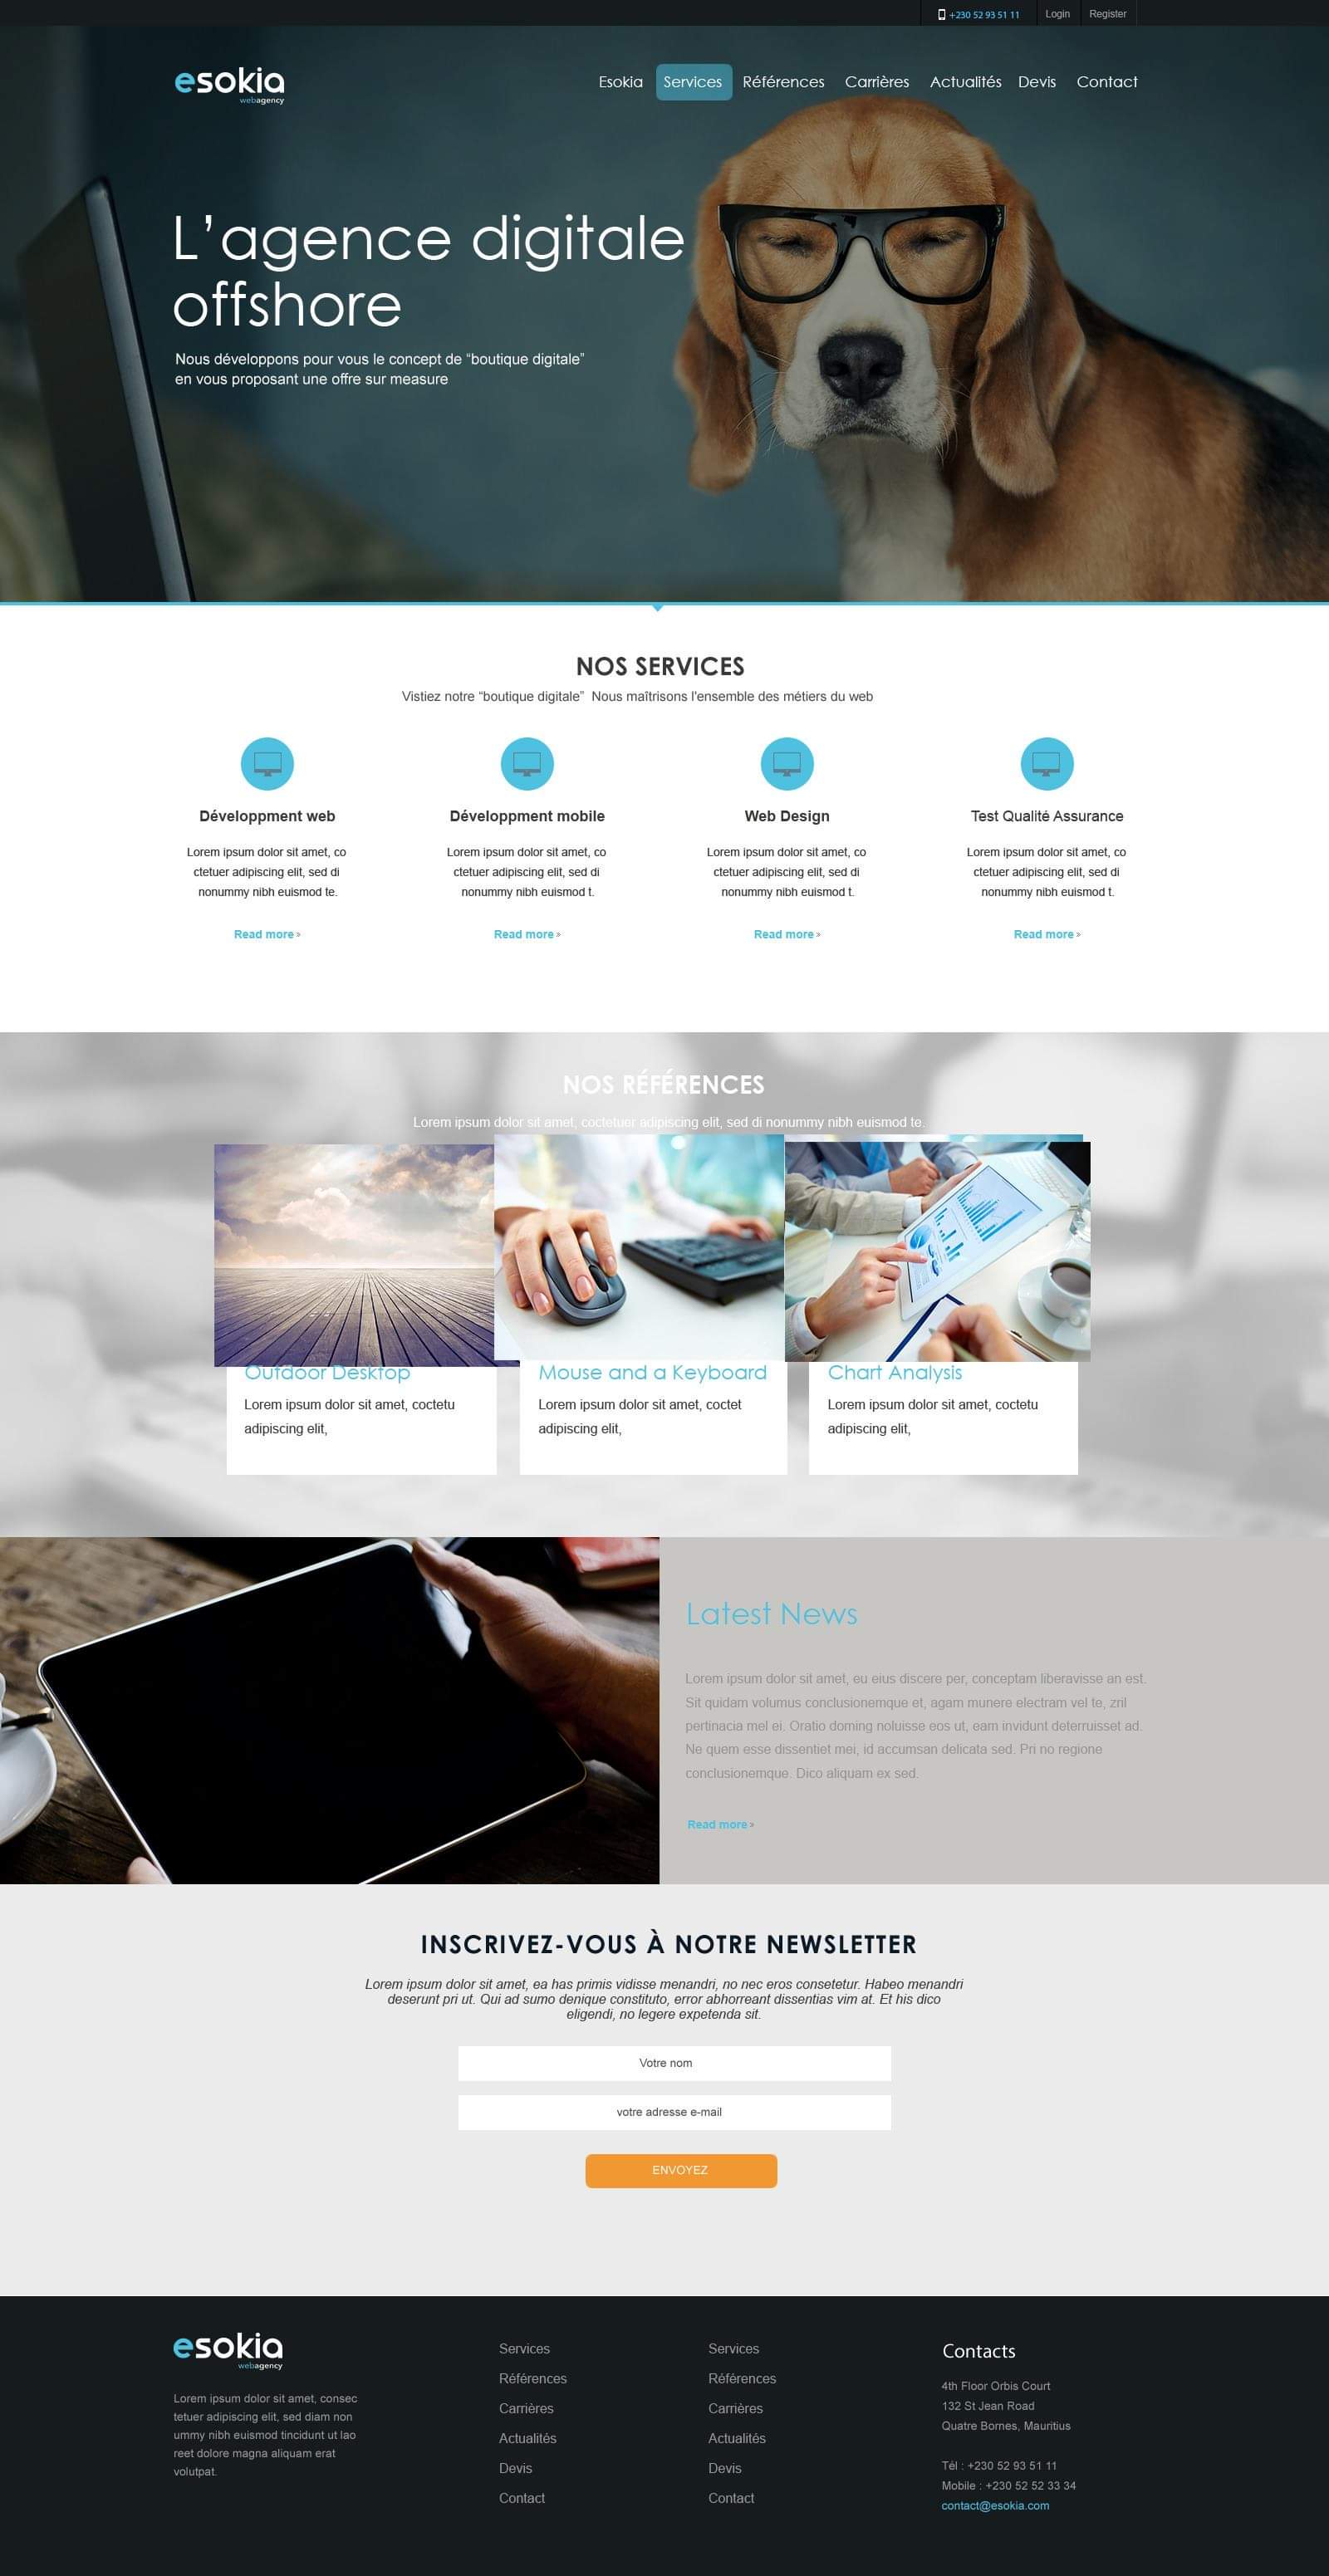 +230 52 93 51 11 Login Register
esokia
webagency
Esokia Services Références Carrières Actualités Devis Contact
L’agence digitale
offshore
Nous développons pour vous le concept de “boutique digitale”
en vous proposant une offre sur measure
NOS SERVICES
Vistiez notre “boutique digitale” Nous maîtrisons l'ensemble des métiers du web
Développment web
Lorem ipsum dolor sit amet, co
ctetuer adipiscing elit, sed di
nonummy nibh euismod te.
Read more »
Développment mobile
Lorem ipsum dolor sit amet, co
ctetuer adipiscing elit, sed di
nonummy nibh euismod t.
Read more »
Web Design
Lorem ipsum dolor sit amet, co
ctetuer adipiscing elit, sed di
nonummy nibh euismod t.
Read more »
Test Qualité Assurance
Lorem ipsum dolor sit amet, co
ctetuer adipiscing elit, sed di
nonummy nibh euismod t.
Read more »
NOS RÉFÉRENCES
Lorem ipsum dolor sit amet, coctetuer adipiscing elit, sed di nonummy nibh euismod te.
Outdoor Desktop
Lorem ipsum dolor sit amet, coctetu
adipiscing elit,
Mouse and a Keyboard
Lorem ipsum dolor sit amet, coctet
adipiscing elit,
Chart Analysis
Lorem ipsum dolor sit amet, coctetu
adipiscing elit,
Latest News
Lorem ipsum dolor sit amet, eu eius discere per, conceptam liberavisse an est.
Sit quidam volumus conclusionemque et, agam munere electram vel te, zril
pertinacia mel ei. Oratio doming noluisse eos ut, eam invidunt deterruisset ad.
Ne quem esse dissentiet mei, id accumsan delicata sed. Pri no regione
conclusionemque. Dico aliquam ex sed.
Read more »
INSCRIVEZ-VOUS À NOTRE NEWSLETTER
Lorem ipsum dolor sit amet, ea has primis vidisse menandri, no nec eros consetetur. Habeo menandri
deserunt pri ut. Qui ad sumo denique constituto, error abhorreant dissentias vim at. Et his dico
eligendi, no legere expetenda sit.
Votre nom
votre adresse e-mail
ENVOYEZ
esokia
webagency
Lorem ipsum dolor sit amet, consec
tetuer adipiscing elit, sed diam non
ummy nibh euismod tincidunt ut lao
reet dolore magna aliquam erat
volutpat.
Services
Références
Carrières
Actualités
Devis
Contact
Services
Références
Carrières
Actualités
Devis
Contact
Contacts
4th Floor Orbis Court
132 St Jean Road
Quatre Bornes, Mauritius
Tél : +230 52 93 51 11
Mobile : +230 52 52 33 34
contact@esokia.com